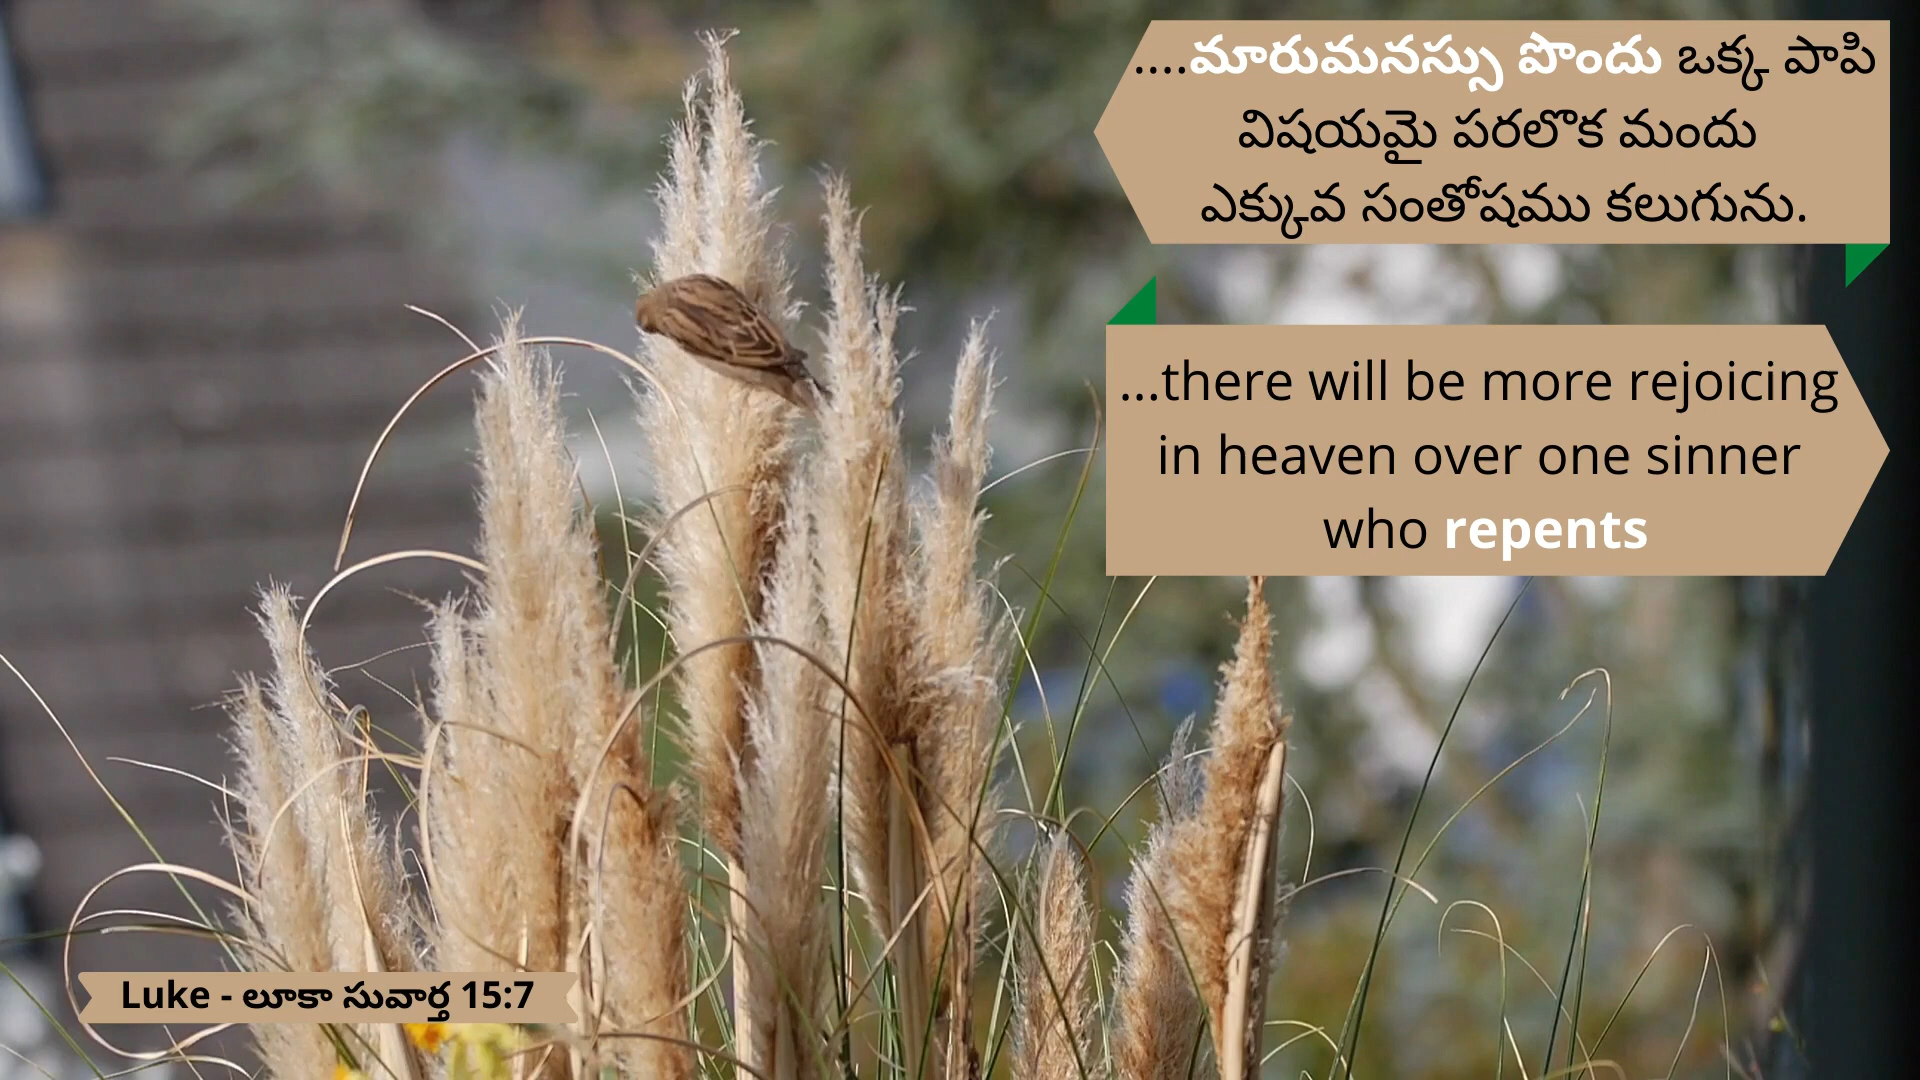 ....మారుమనస్సు పొందు ఒక్క పాపి
విషయమై పరలొక మందు
ఎక్కువ సంతోషము కలుగును.
...there will be more rejoicing
in heaven over one sinner
who repents
Luke - లూకా సువార్త 15:7